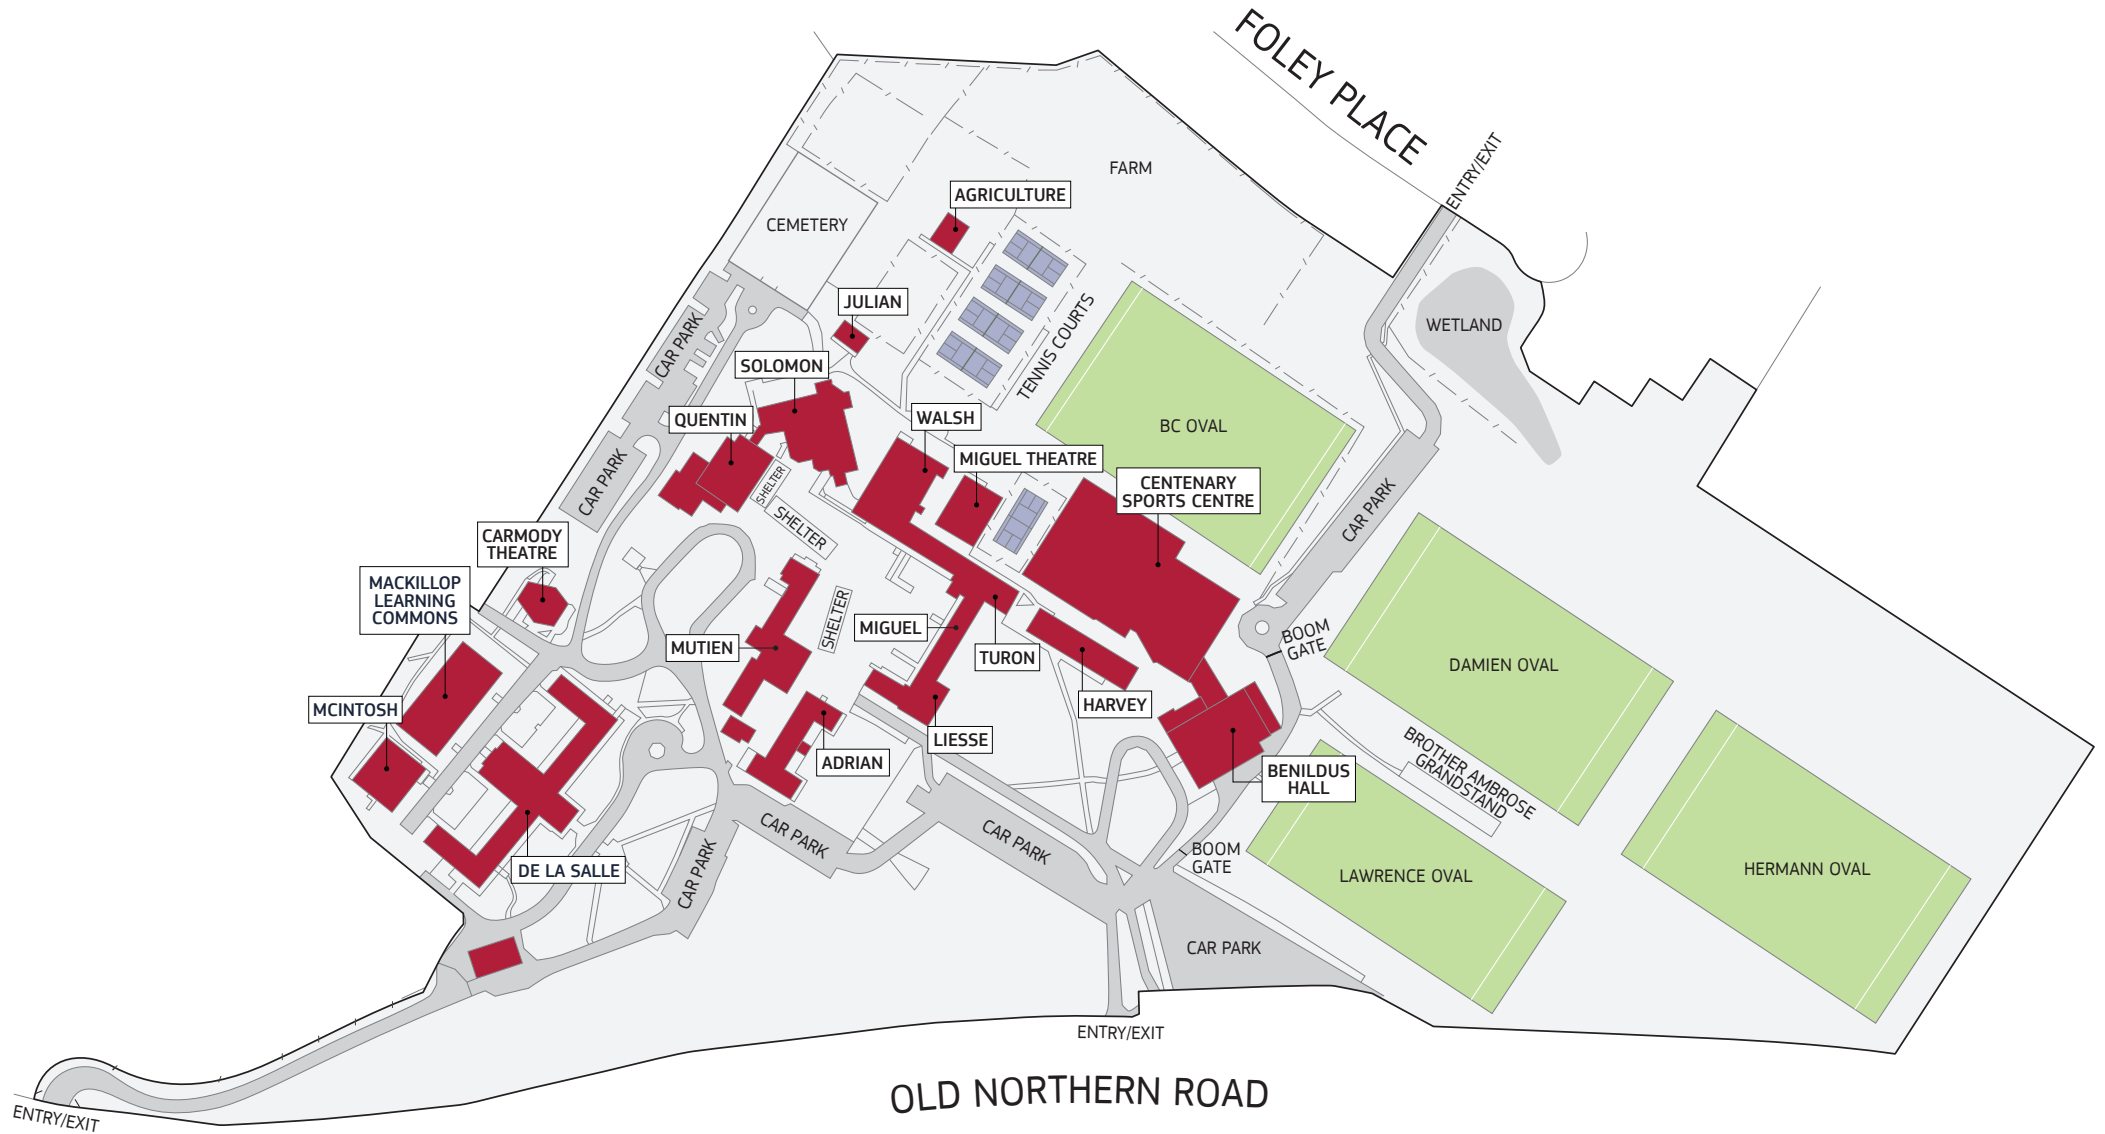 FOLEY PLACE
ENTRY/EXIT
FARM
AGRICULTURE
CEMETERY
JULIAN
TENNIS COURTS
WETLAND
CAR PARK
SOLOMON
QUENTIN
WALSH
BC OVAL
MIGUEL THEATRE
CENTENARY
SPORTS CENTRE
CAR PARK
SHELTER
SHELTER
CAR PARK
CARMODY
THEATRE
MACKILLOP
LEARNING
COMMONS
SHELTER
MIGUEL
MUTIEN
TURON
BOOM
GATE
DAMIEN OVAL
MCINTOSH
HARVEY
LIESSE
ADRIAN
BENILDUS
HALL
BROTHER AMBROSE
GRANDSTAND
CAR PARK
CAR PARK
BOOM
GATE
DE LA SALLE
CAR PARK
LAWRENCE OVAL
HERMANN OVAL
CAR PARK
ENTRY/EXIT
OLD NORTHERN ROAD
ENTRY/EXIT